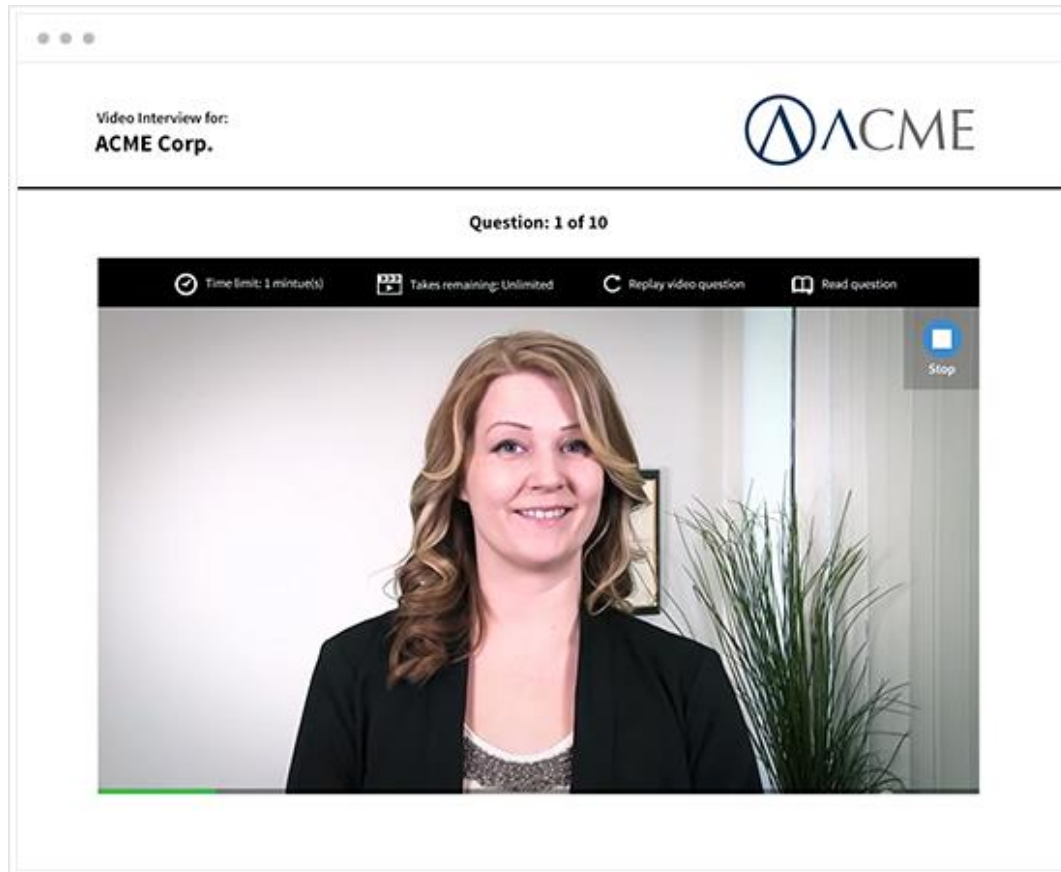 Video Interview for:
ACME Corp.
ACME
Question: 1 of 10
Time limit: 1 mintue(s)
Takes remaining: Unlimited
Replay video question
Read question
Stop